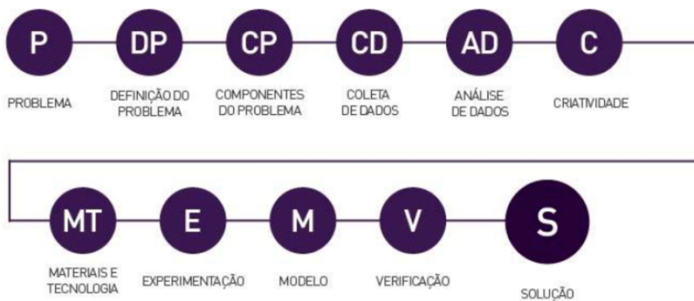 P DP CP CD AD C
PROBLEMA
DEFINIÇÃO DO
PROBLEMA
COMPONENTES
DO PROBLEMA
COLETA
DE DADOS
ANÁLISE
DE DADOS
CRIATIVIDADE
MT E M V S
MATERIAIS E
TECNOLOGIA
EXPERIMENTAÇÃO
MODELO
VERIFICAÇÃO
SOLUÇÃO